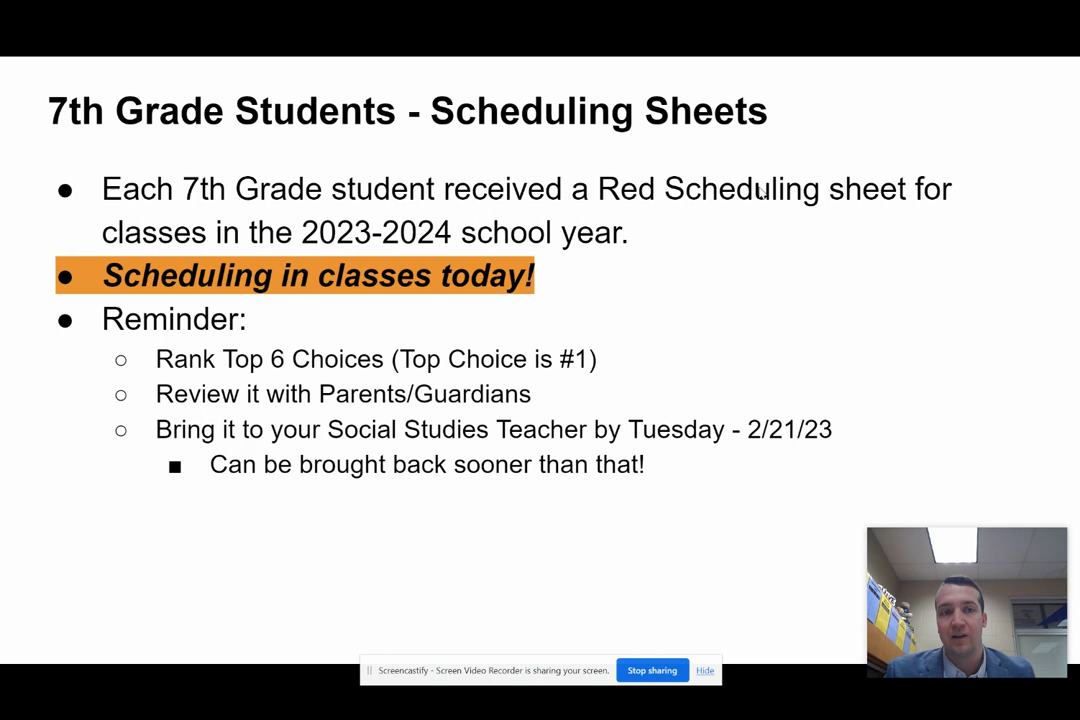 7th Grade Students - Scheduling Sheets
● Each 7th Grade student received a Red Scheduling sheet for
classes in the 2023-2024 school year.
● Scheduling in classes today!
● Reminder:
○ Rank Top 6 Choices (Top Choice is #1)
○ Review it with Parents/Guardians
○ Bring it to your Social Studies Teacher by Tuesday - 2/21/23
■ Can be brought back sooner than that!
Screencastify - Screen Video Recorder is sharing your screen. Stop sharing Hide